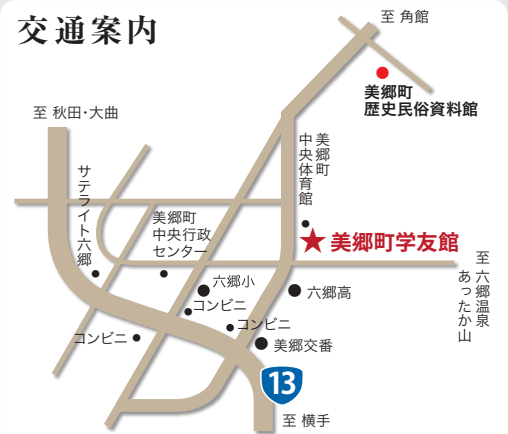 交通案内
至 角館
美郷町
歴史民俗資料館
至 秋田・大曲
美郷町
中央体育館
サテライト六郷
美郷町
中央行政
センター
美郷町学友館
至 六郷温泉
あったか山
六郷小
六郷高
コンビニ
コンビニ
コンビニ
美郷交番
13
至 横手